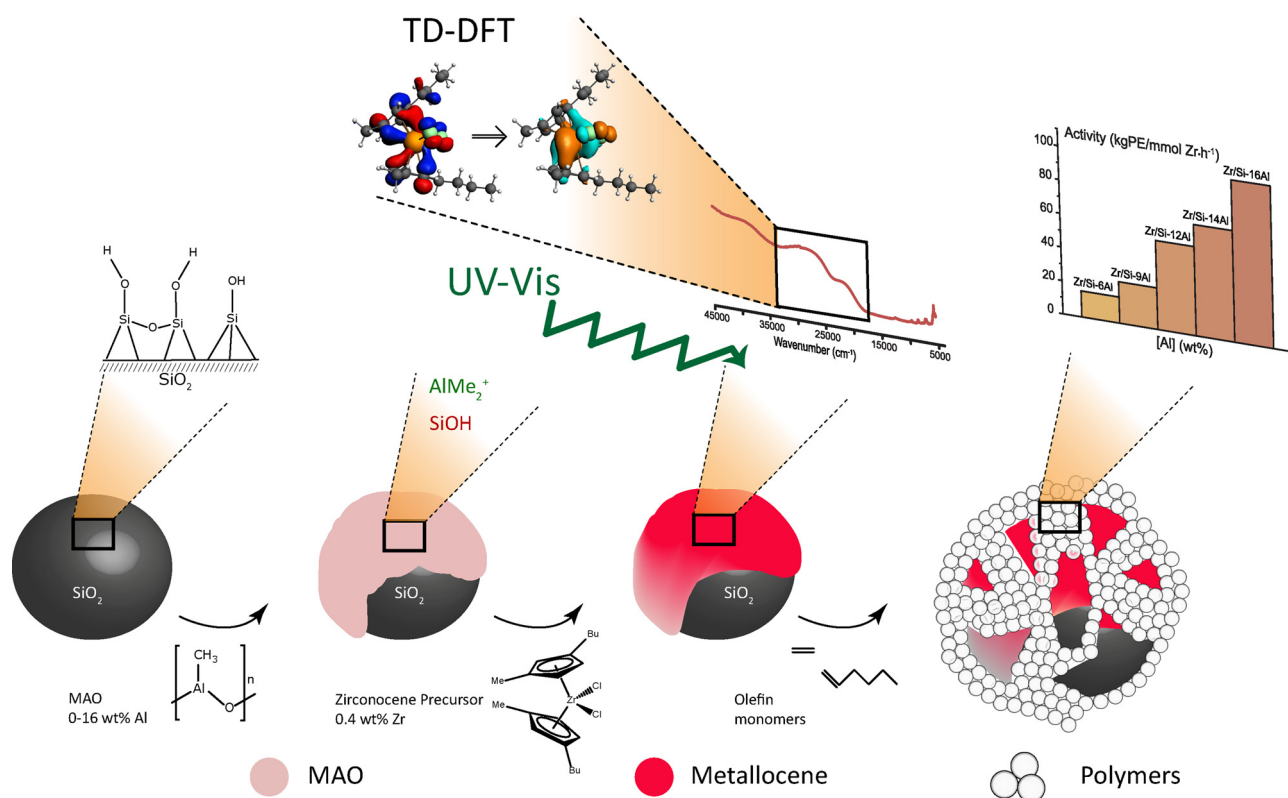 TD-DFT
⇒
UV-Vis
45000
35000
25000
15000
5000
Wavenumber (cm⁻¹)
Activity (kgPE/mmol Zr·h⁻¹)
100
80
60
40
20
0
Zr/Si-6Al
Zr/Si-9Al
Zr/Si-12Al
Zr/Si-14Al
Zr/Si-16Al
[Al] (wt%)
H
H
O
O
OH
Si
O
Si
Si
SiO₂
AlMe₂⁺
SiOH
SiO₂
SiO₂
SiO₂
MAO
0-16 wt% Al
CH₃
Al
O
n
Zirconocene Precursor
0.4 wt% Zr
Bu
Me
Me
Zr
Cl
Cl
Bu
Olefin
monomers
MAO
Metallocene
Polymers